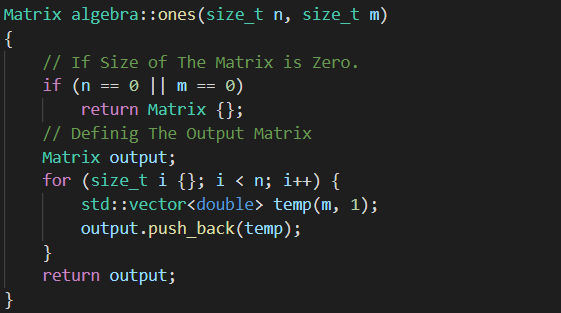 Matrix algebra::ones(size_t n, size_t m)
{
    // If Size of The Matrix is Zero.
    if (n == 0 || m == 0)
        return Matrix {};
    // Definig The Output Matrix
    Matrix output;
    for (size_t i {}; i < n; i++) {
        std::vector<double> temp(m, 1);
        output.push_back(temp);
    }
    return output;
}